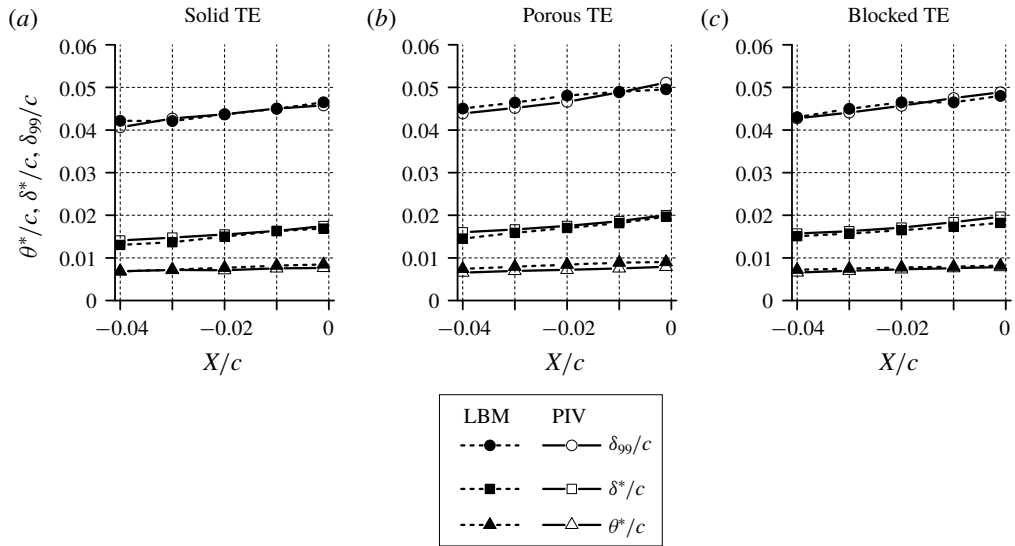 (a) Solid TE (b) Porous TE (c) Blocked TE
0.06 0.06 0.06
0.05 0.05 0.05
0.04 0.04 0.04
0.03 0.03 0.03
0.02 0.02 0.02
0.01 0.01 0.01
0 0 0
θ*/c, δ*/c, δ99/c
−0.04 −0.02 0 −0.04 −0.02 0 −0.04 −0.02 0
X/c X/c X/c
LBM PIV
δ99/c
δ*/c
θ*/c